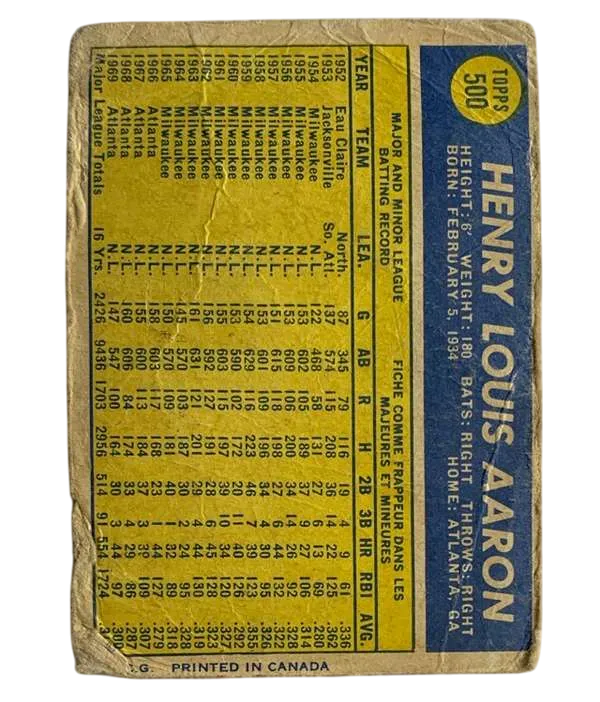 TOPPS
500
HENRY LOUIS AARON
HEIGHT: 6' WEIGHT: 180 BATS: RIGHT THROWS: RIGHT
BORN: FEBRUARY 5, 1934 HOME: ATLANTA, GA
MAJOR AND MINOR LEAGUE
BATTING RECORD
FICHE COMME FRAPPEUR DANS LES
MAJEURES ET MINEURES
YEAR TEAM LEA. G AB R H 2B 3B HR RBI AVG.
1952 Eau Claire North 87 345 79 116 19 4 9 61 .336
1953 Jacksonville So. Atl. 137 574 115 208 36 14 22 125 .362
1954 Milwaukee N.L. 122 468 58 131 27 6 13 69 .280
1955 Milwaukee N.L. 153 602 105 189 37 9 27 106 .314
1956 Milwaukee N.L. 153 609 106 200 34 14 26 92 .328
1957 Milwaukee N.L. 151 615 118 198 27 6 44 132 .322
1958 Milwaukee N.L. 153 601 109 196 34 4 30 95 .326
1959 Milwaukee N.L. 154 629 116 223 46 7 39 123 .355
1960 Milwaukee N.L. 153 590 102 172 20 11 40 126 .292
1961 Milwaukee N.L. 155 603 115 197 39 10 34 120 .327
1962 Milwaukee N.L. 156 592 127 191 28 6 45 128 .323
1963 Milwaukee N.L. 161 631 121 201 29 4 44 130 .319
1964 Milwaukee N.L. 145 570 103 187 30 2 24 95 .328
1965 Milwaukee N.L. 150 570 109 181 40 1 32 89 .318
1966 Atlanta N.L. 158 603 117 168 23 1 44 127 .279
1967 Atlanta N.L. 155 600 113 184 37 3 39 109 .307
1968 Atlanta N.L. 160 606 84 174 33 4 29 86 .287
1969 Atlanta N.L. 147 547 100 164 30 3 44 97 .300
Major League Totals 16 Yrs. 2426 9436 1703 2956 514 91 554 1724
.G. PRINTED IN CANADA